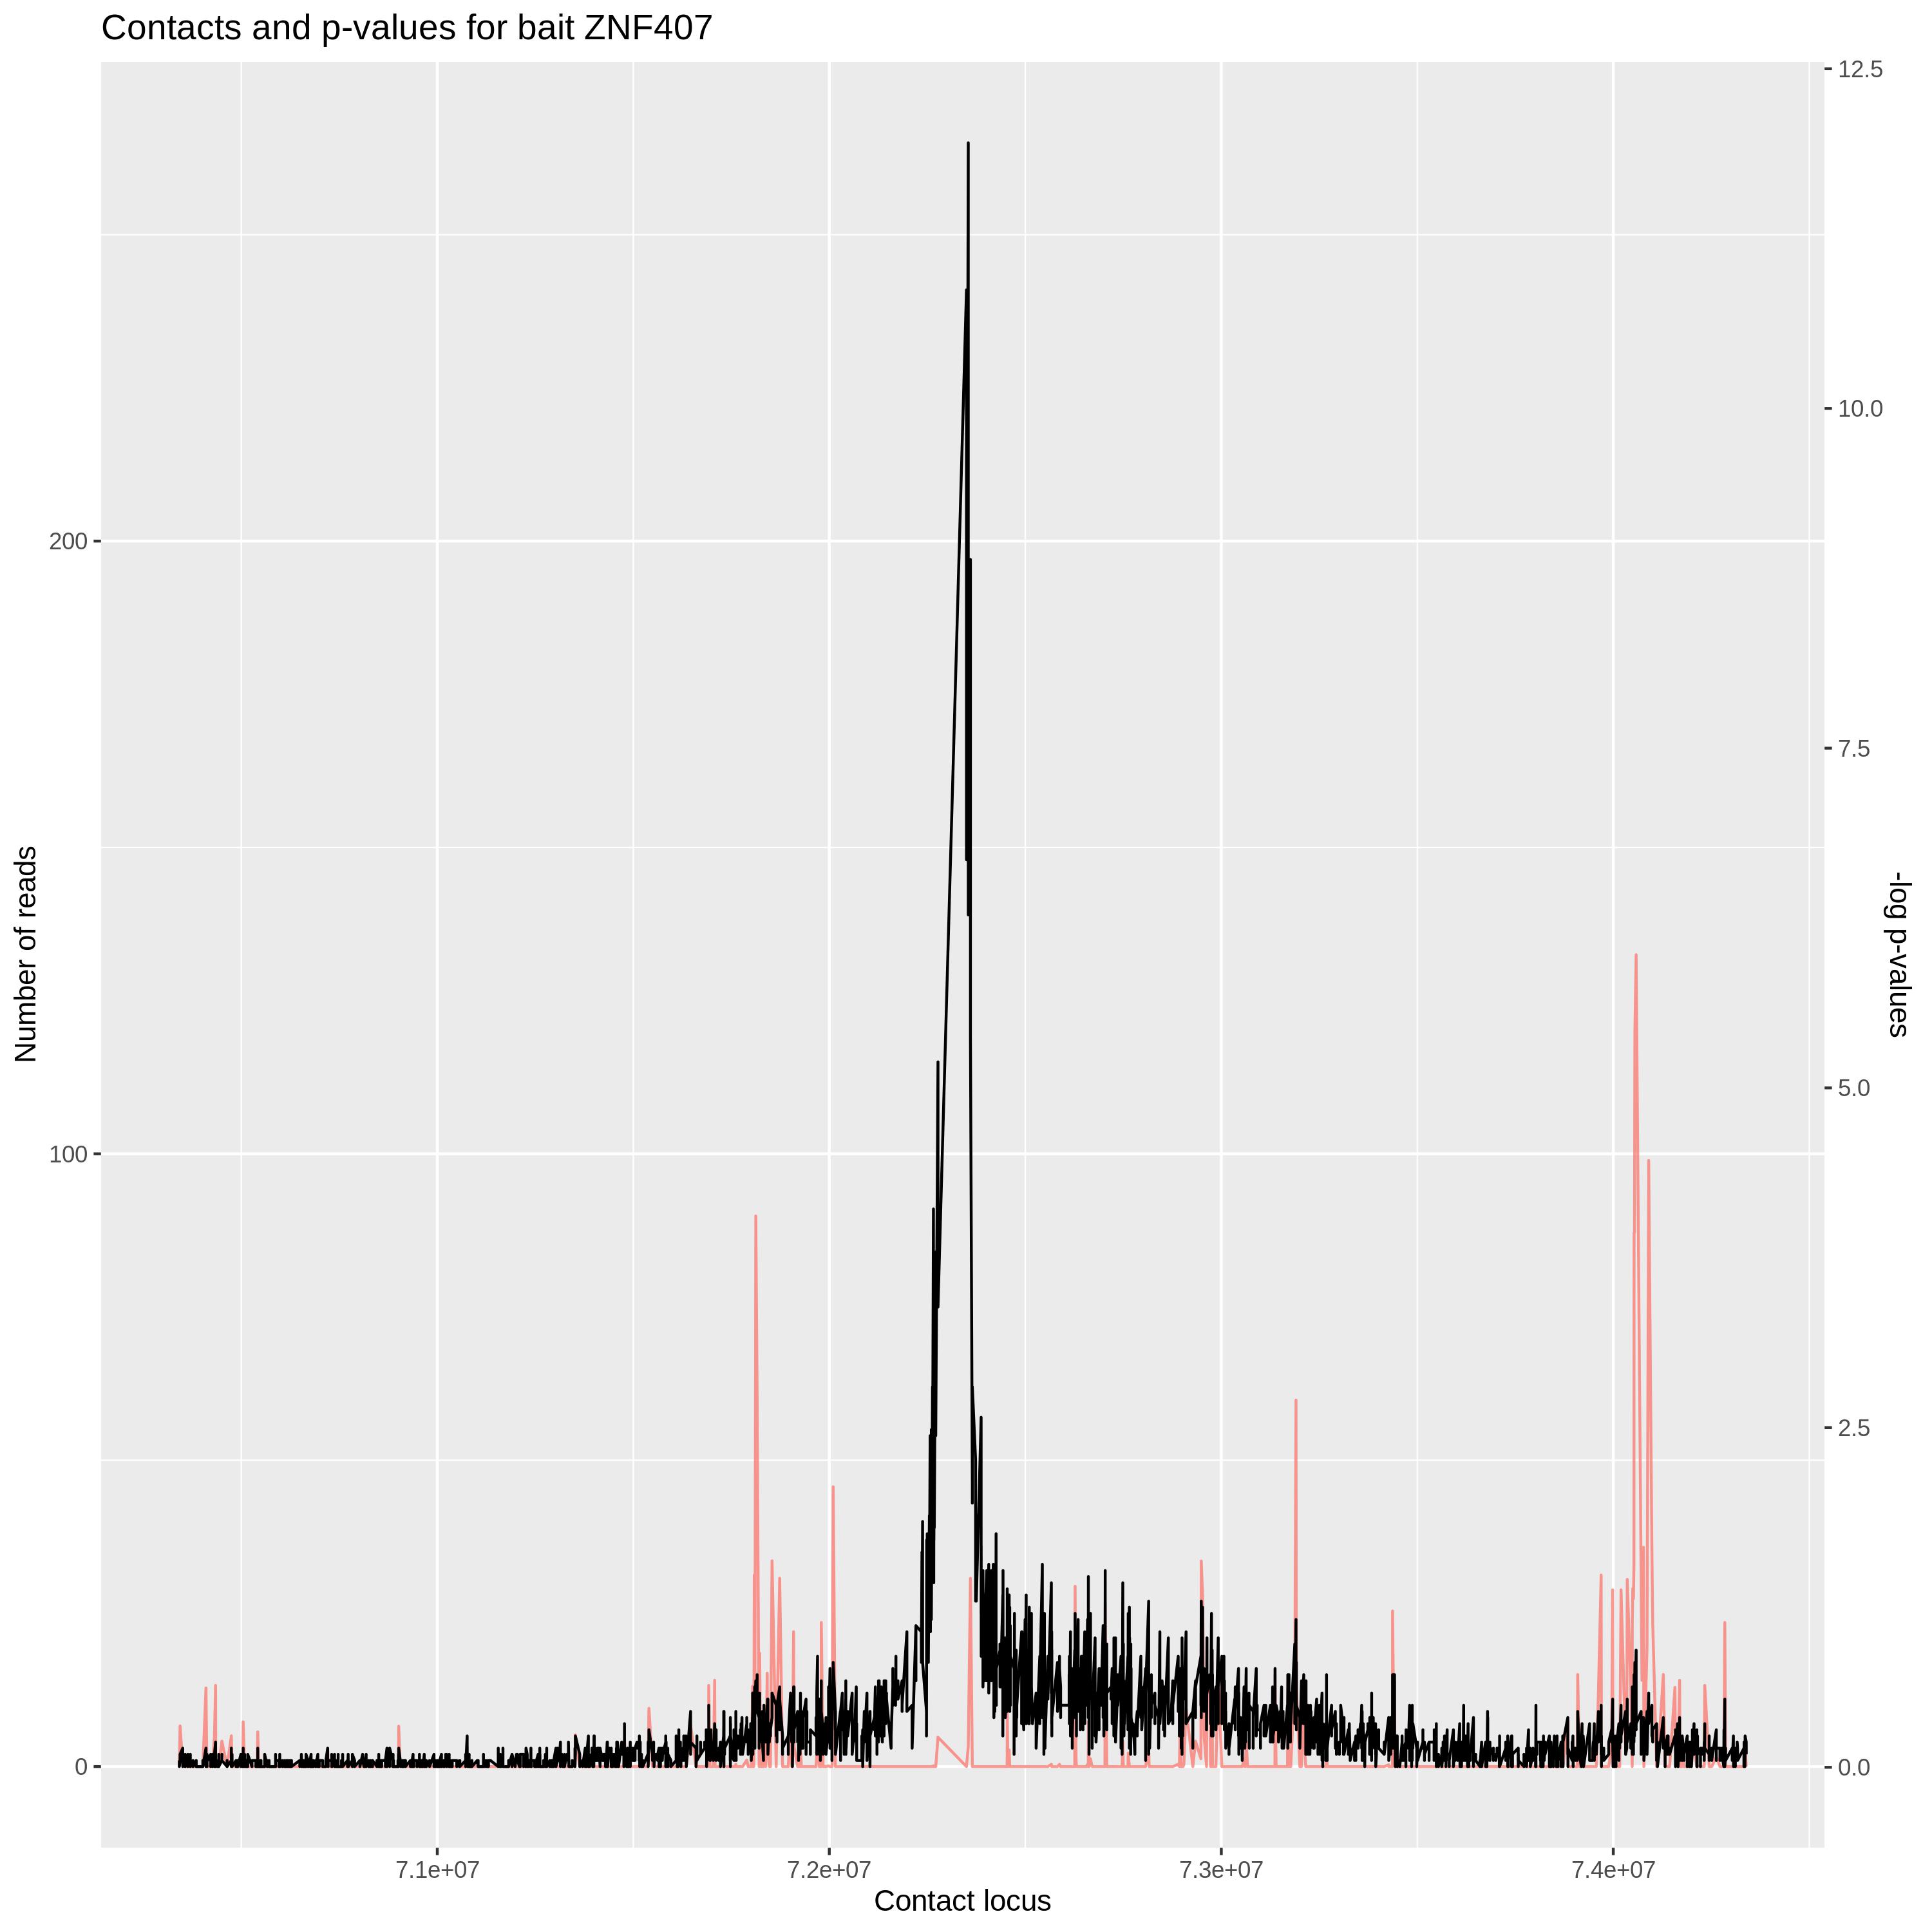 Contacts and p-values for bait ZNF407
12.5
10.0
200
7.5
Number of reads
-log p-values
5.0
100
2.5
0
0.0
7.1e+07
7.2e+07
7.3e+07
7.4e+07
Contact locus